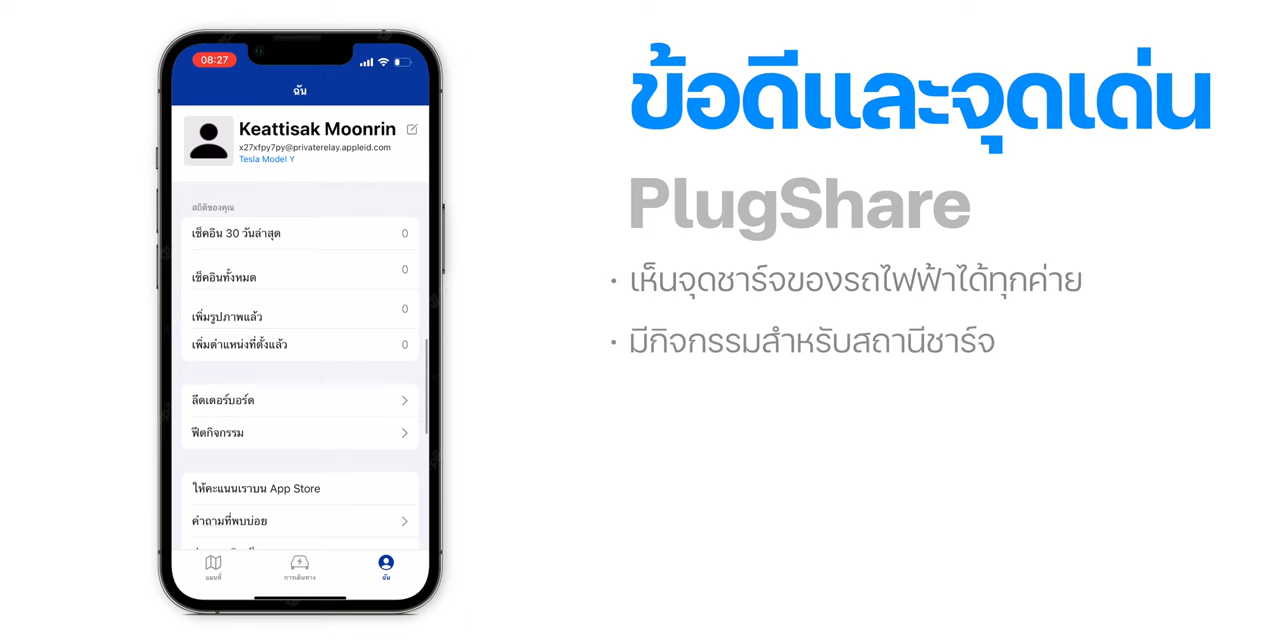 08:27
ฉัน
Keattisak Moonrin
x27xfpy7py@privaterelay.appleid.com
Tesla Model Y
สถิติของคุณ
เช็คอิน 30 วันล่าสุด 0
เช็คอินทั้งหมด 0
เพิ่มรูปภาพแล้ว 0
เพิ่มตำแหน่งที่ตั้งแล้ว 0
ลีดเดอร์บอร์ด
ฟีดกิจกรรม
ให้คะแนนเราบน App Store
คำถามที่พบบ่อย
แผนที่ การเดินทาง ฉัน
ข้อดีและจุดเด่น
PlugShare
· เห็นจุดชาร์จของรถไฟฟ้าได้ทุกค่าย
· มีกิจกรรมสำหรับสถานีชาร์จ